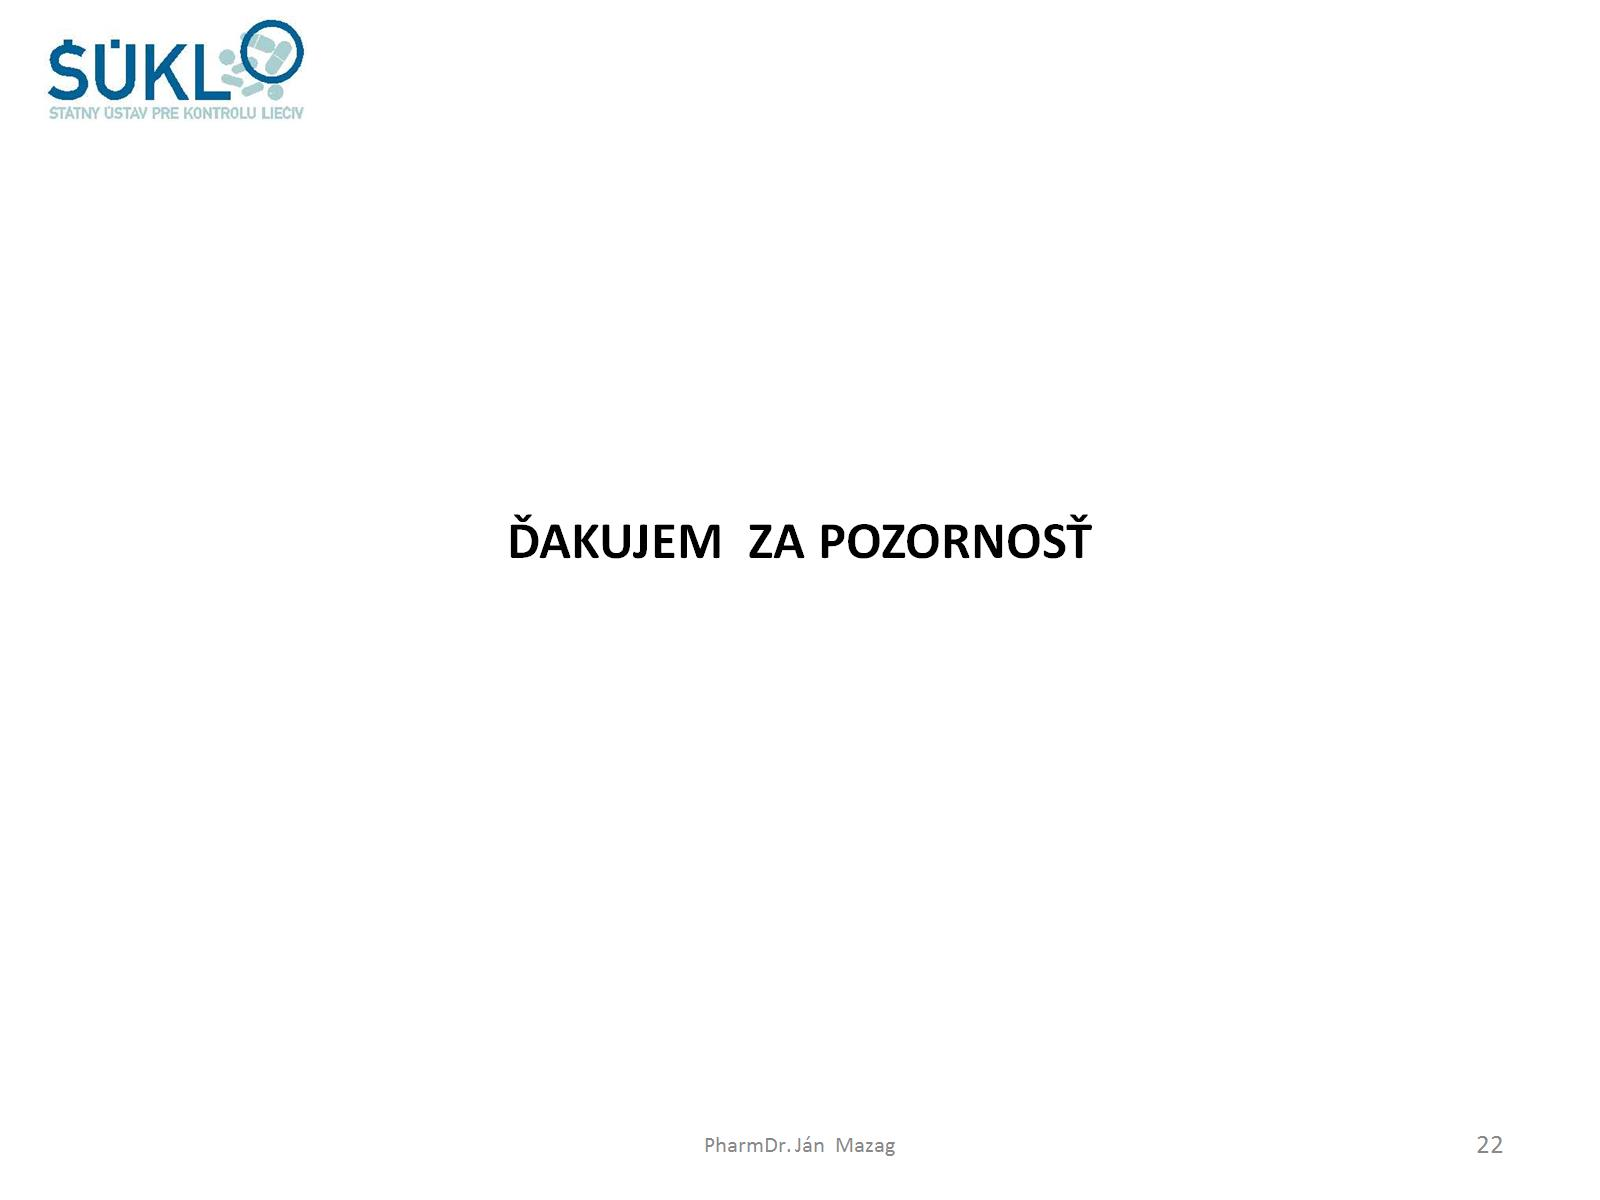 ŠÚKL
ŠTÁTNY ÚSTAV PRE KONTROLU LIEČIV
ĎAKUJEM  ZA POZORNOSŤ
PharmDr. Ján  Mazag
22